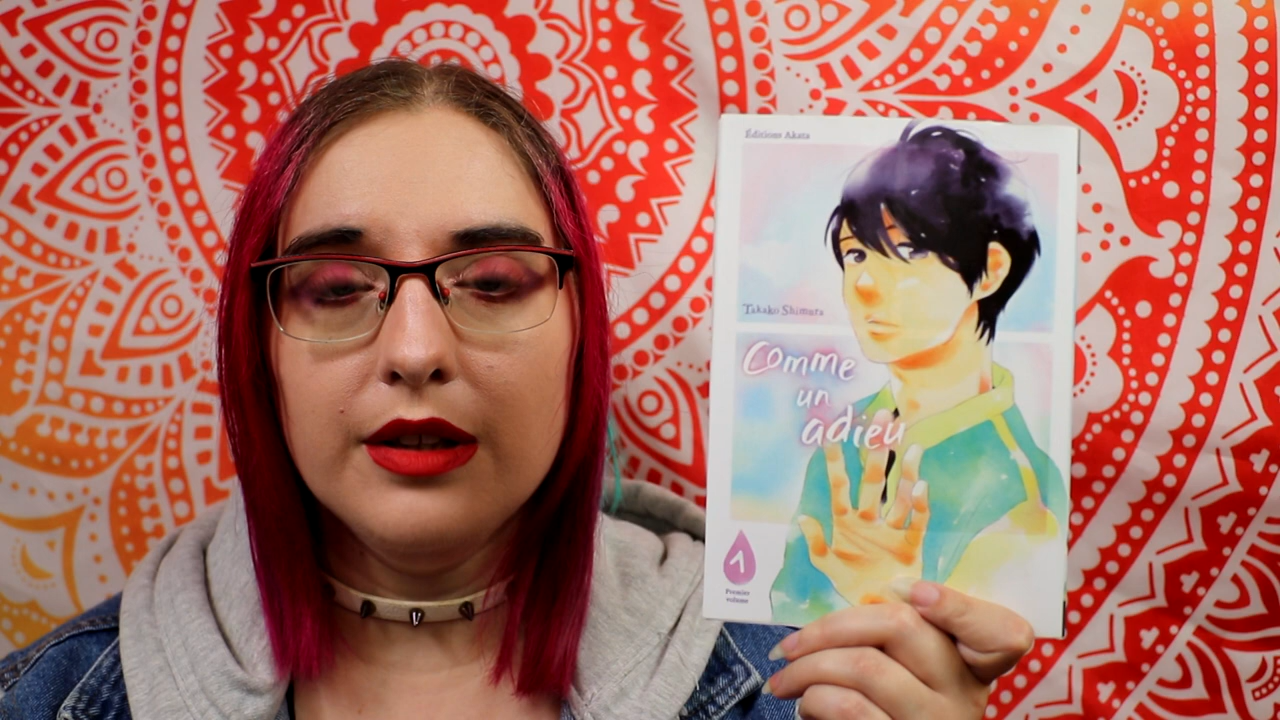 Éditions Akata
Takako Shimura
Comme
un
adieu
1
Premier
volume